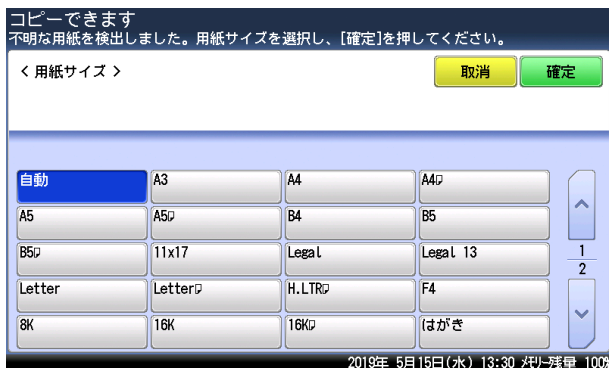 コピーできます
不明な用紙を検出しました。用紙サイズを選択し、[確定]を押してください。
< 用紙サイズ > 取消 確定
自動 A3 A4 A4
A5 A5 B4 B5
B5 11x17 Legal Legal 13
1
2
Letter Letter H.LTR F4
8K 16K 16K はがき
2019年 5月15日(水) 13:30 メモリー残量 100%